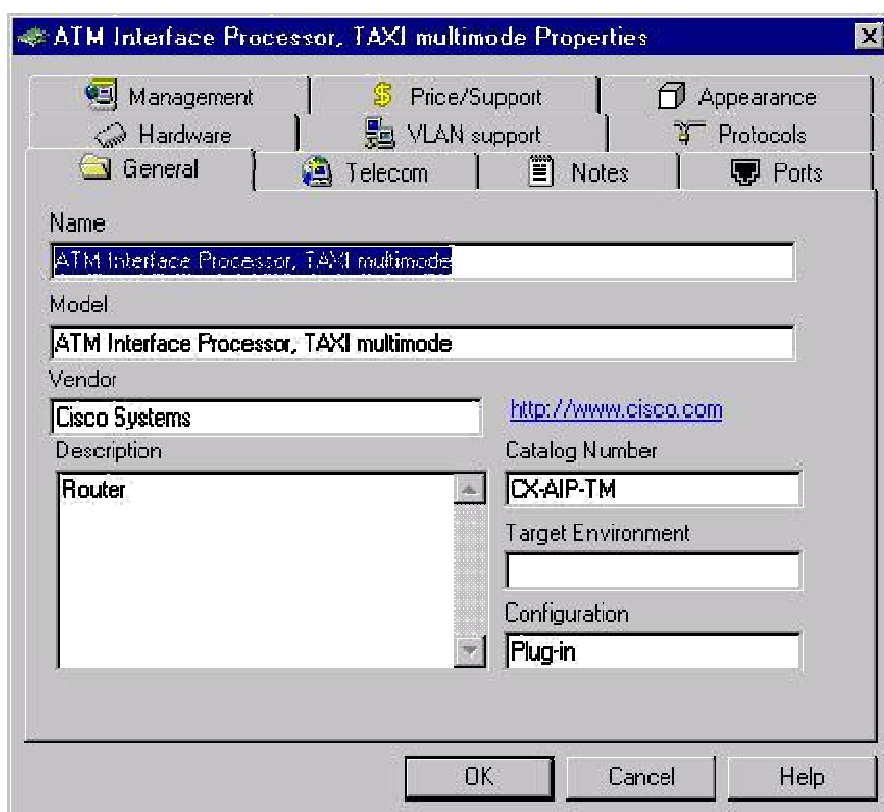 ATM Interface Processor, TAXI multimode Properties
Management Price/Support Appearance
Hardware VLAN support Protocols
General Telecom Notes Ports
Name
ATM Interface Processor, TAXI multimode
Model
ATM Interface Processor, TAXI multimode
Vendor
Cisco Systems
http://www.cisco.com
Description
Router
Catalog Number
CX-AIP-TM
Target Environment
Configuration
Plug-in
OK Cancel Help